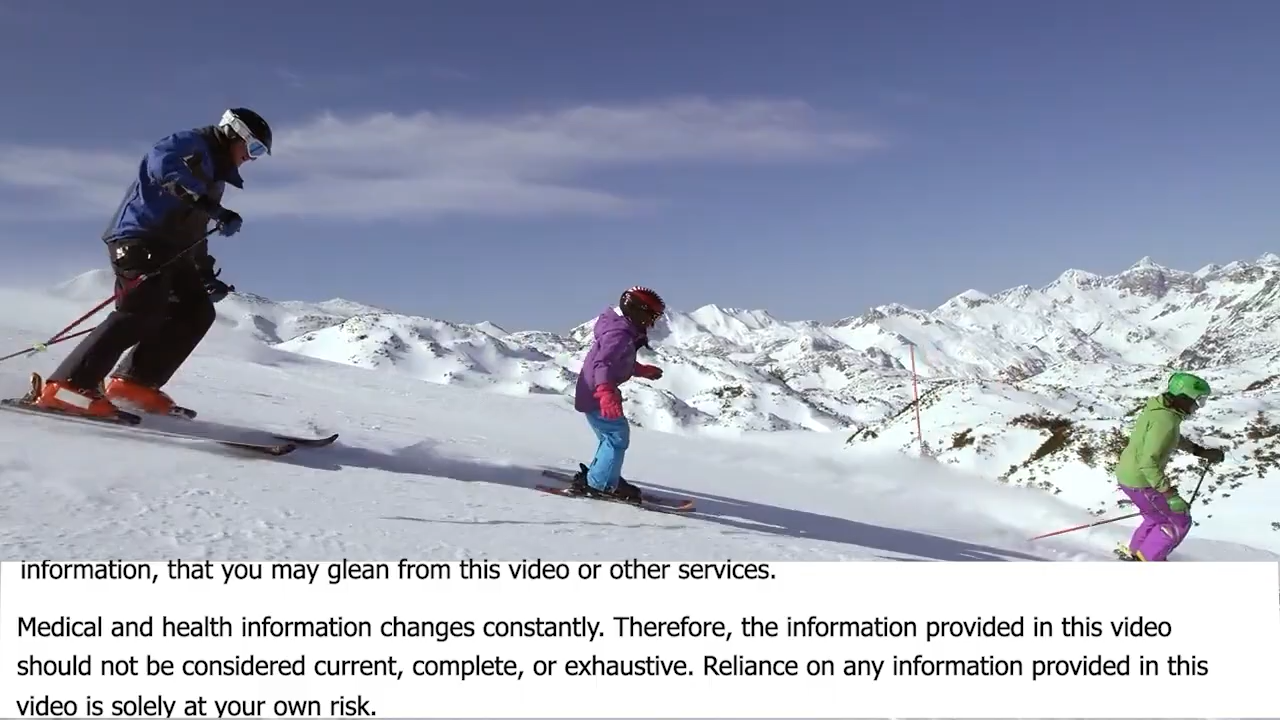 information, that you may glean from this video or other services.
Medical and health information changes constantly. Therefore, the information provided in this video
should not be considered current, complete, or exhaustive. Reliance on any information provided in this
video is solely at your own risk.